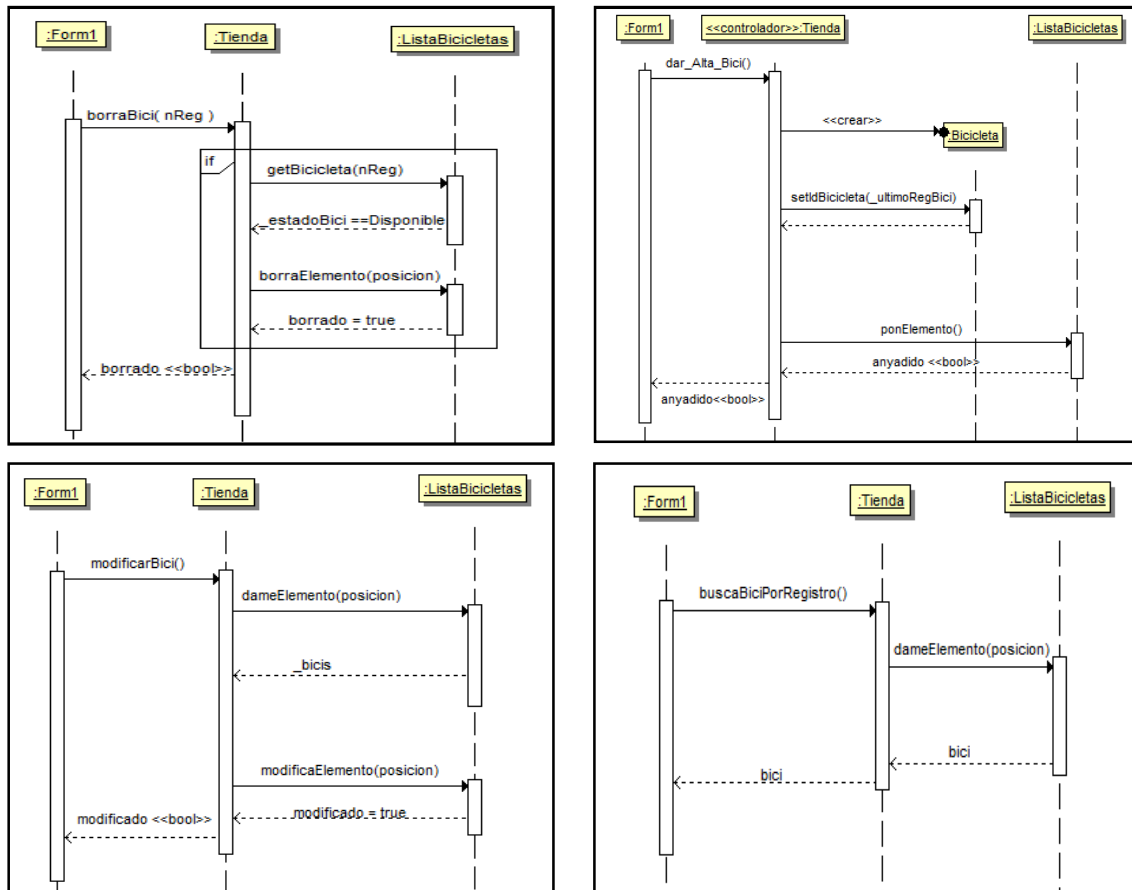 :Form1
:Tienda
:ListaBicicletas
borraBici( nReg )
if
getBicicleta(nReg)
_estadoBici ==Disponible
borraElemento(posicion)
borrado = true
borrado <<bool>>
:Form1
<<controlador>>:Tienda
:ListaBicicletas
dar_Alta_Bici()
<<crear>>
:Bicicleta
setIdBicicleta(_ultimoRegBici)
ponElemento()
anyadido <<bool>>
anyadido<<bool>>
:Form1
:Tienda
:ListaBicicletas
modificarBici()
dameElemento(posicion)
_bicis
modificaElemento(posicion)
modificado = true
modificado <<bool>>
:Form1
:Tienda
:ListaBicicletas
buscaBiciPorRegistro()
dameElemento(posicion)
bici
bici